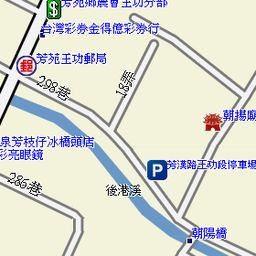 芳苑鄉農會王功分部
台灣彩券金得億彩券行
芳苑王功郵局
298巷
18弄
朝揚廟
泉芳枝仔冰橋頭店
彩亮眼鏡
P
芳漢路王功段停車場
286巷
後港溪
朝陽橋